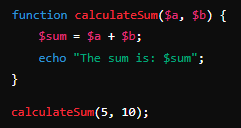 function calculateSum($a, $b) {
    $sum = $a + $b;
    echo "The sum is: $sum";
}
calculateSum(5, 10);